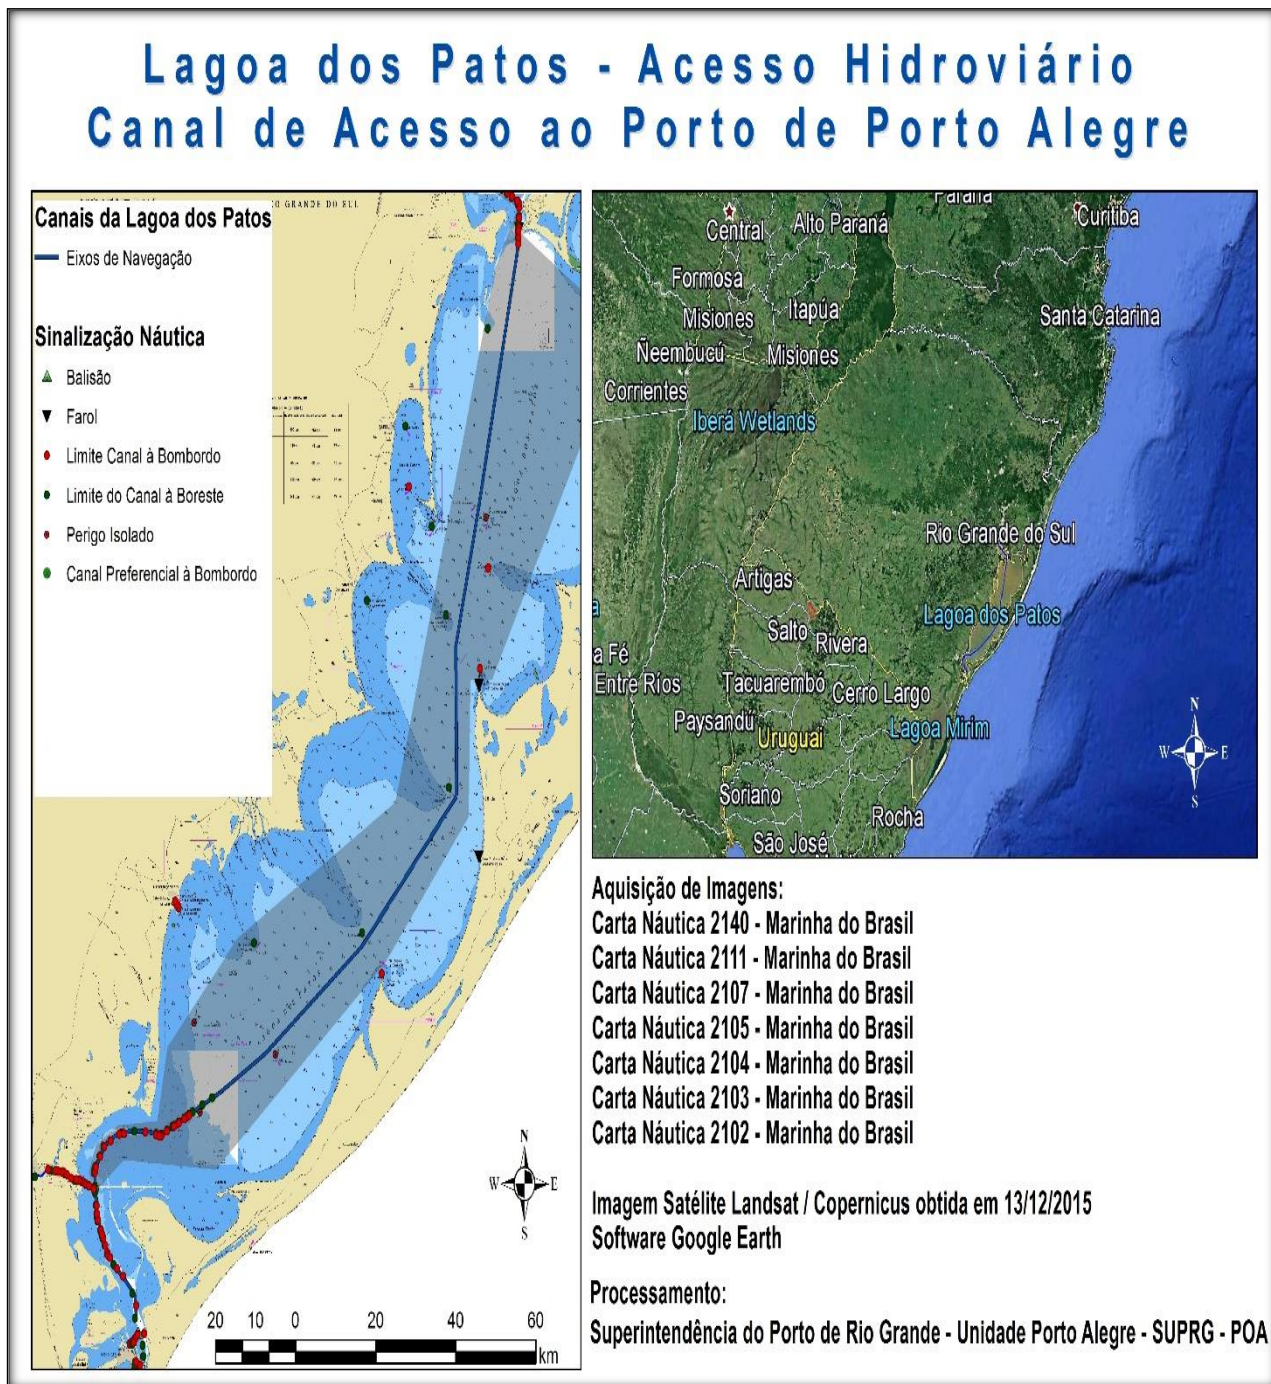 Lagoa dos Patos - Acesso Hidroviário
Canal de Acesso ao Porto de Porto Alegre
GRANDE DO SUL
Canais da Lagoa dos Patos
Eixos de Navegação
Sinalização Náutica
Balisão
Farol
Limite Canal à Bombordo
Limite do Canal à Boreste
Perigo Isolado
Canal Preferencial à Bombordo
N
W E
S
20 10 0 20 40 60
km
Paraná
Curitiba
Central
Alto Paraná
Formosa
Itapúa
Misiones
Santa Catarina
Ñeembucú
Misiones
Corrientes
Iberá Wetlands
Rio Grande do Sul
Artigas
Lagoa dos Patos
Salto
Rivera
a Fé
Entre Ríos
Tacuarembó
Cerro Largo
Paysandú
Uruguai
Lagoa Mirim
Soriano
Rocha
São José
N
W E
S
Aquisição de Imagens:
Carta Náutica 2140 - Marinha do Brasil
Carta Náutica 2111 - Marinha do Brasil
Carta Náutica 2107 - Marinha do Brasil
Carta Náutica 2105 - Marinha do Brasil
Carta Náutica 2104 - Marinha do Brasil
Carta Náutica 2103 - Marinha do Brasil
Carta Náutica 2102 - Marinha do Brasil
Imagem Satélite Landsat / Copernicus obtida em 13/12/2015
Software Google Earth
Processamento:
Superintendência do Porto de Rio Grande - Unidade Porto Alegre - SUPRG - POA